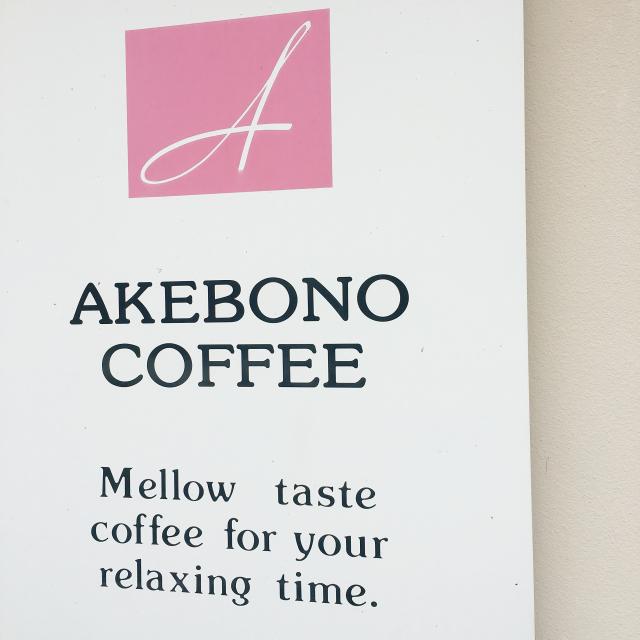 A
AKEBONO
COFFEE
Mellow taste
coffee for your
relaxing time.